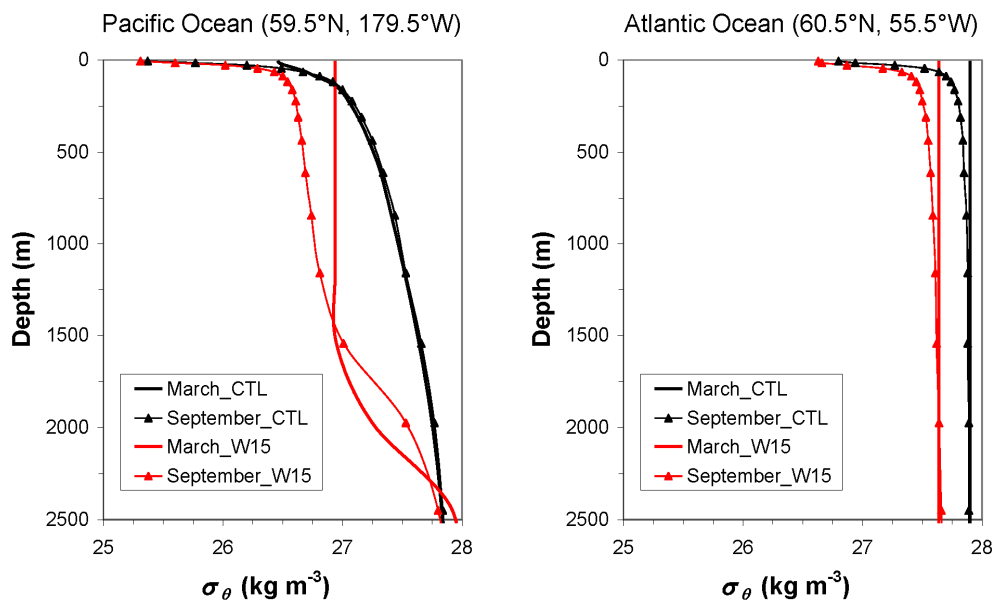 Pacific Ocean (59.5°N, 179.5°W)
0
500
1000
1500
2000
2500
Depth (m)
March_CTL
September_CTL
March_W15
September_W15
25
26
27
28
σθ (kg m-3)
Atlantic Ocean (60.5°N, 55.5°W)
0
500
1000
1500
2000
2500
Depth (m)
March_CTL
September_CTL
March_W15
September_W15
25
26
27
28
σθ (kg m-3)